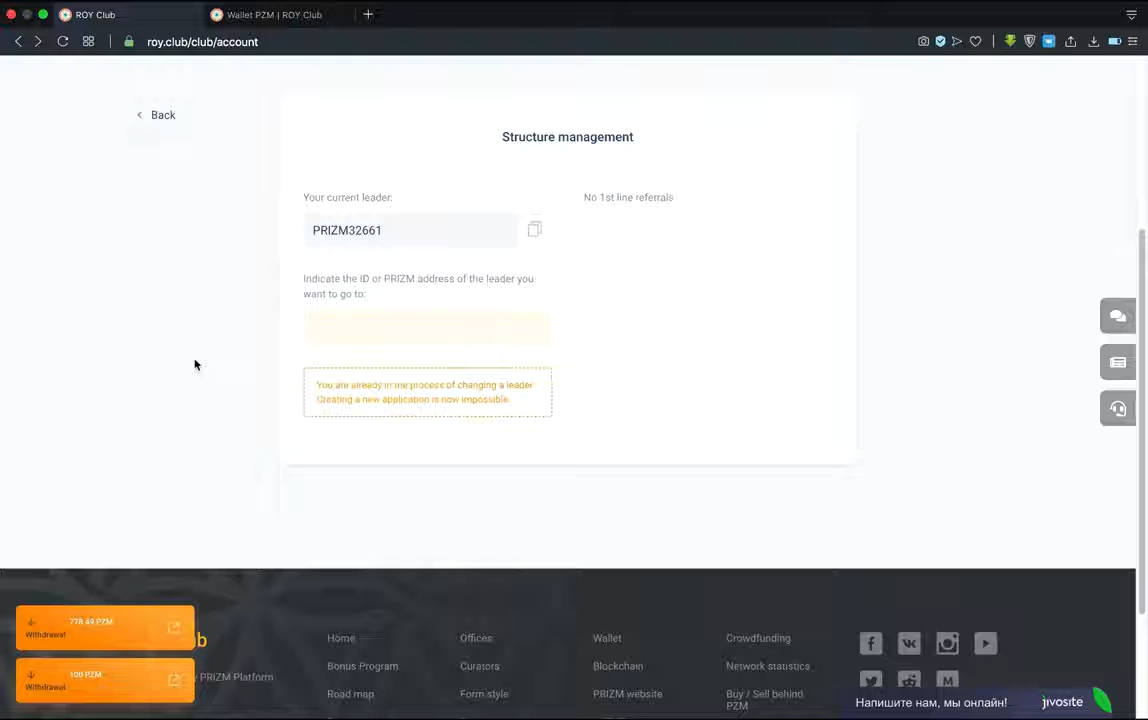 ROY Club
Wallet PZM | ROY Club
roy.club/club/account
Back
Structure management
Your current leader:
No 1st line referrals
PRIZM32661
Indicate the ID or PRIZM address of the leader you
want to go to:
You are already in the process of changing a leader
Creating a new application is now impossible.
778.49 PZM
Withdrawal
100 PZM
Withdrawal
PRIZM Platform
Home
Offices
Wallet
Crowdfunding
Bonus Program
Curators
Blockchain
Network statistics
Road map
Form style
PRIZM website
Buy / Sell behind
PZM
Напишите нам, мы онлайн!
jivosite